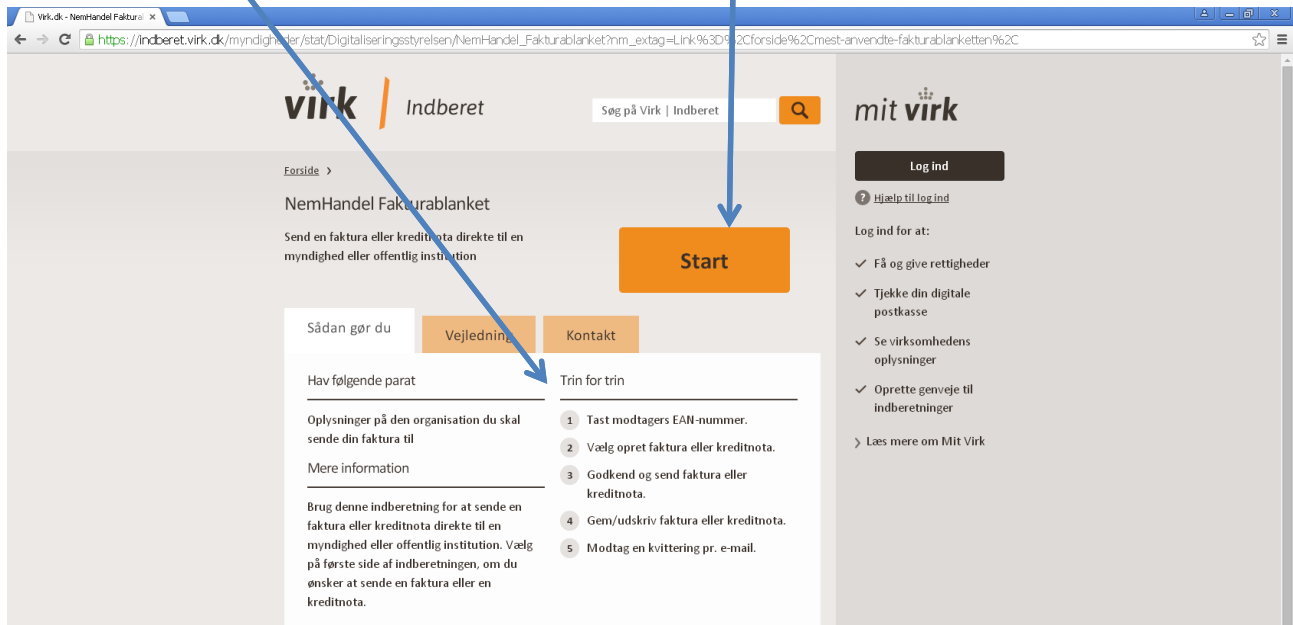 Virk.dk - NemHandel Faktural
https://indberet.virk.dk/myndigheder/stat/Digitaliseringsstyrelsen/NemHandel_Fakturablanket?nm_extag=Link%3D%2Cforside%2Cmest-anvendte-fakturablanketten%2C
virk
Indberet
Søg på Virk | Indberet
Forside >
NemHandel Fakturablanket
Send en faktura eller kreditnota direkte til en
myndighed eller offentlig institution
Start
Sådan gør du
Vejledning
Kontakt
Hav følgende parat
Oplysninger på den organisation du skal
sende din faktura til
Mere information
Brug denne indberetning for at sende en
faktura eller kreditnota direkte til en
myndighed eller offentlig institution. Vælg
på første side af indberetningen, om du
ønsker at sende en faktura eller en
kreditnota.
Trin for trin
1 Tast modtagers EAN-nummer.
2 Vælg opret faktura eller kreditnota.
3 Godkend og send faktura eller
kreditnota.
4 Gem/udskriv faktura eller kreditnota.
5 Modtag en kvittering pr. e-mail.
mit virk
Log ind
? Hjælp til log ind
Log ind for at:
✓ Få og give rettigheder
✓ Tjekke din digitale
postkasse
✓ Se virksomhedens
oplysninger
✓ Oprette genveje til
indberetninger
> Læs mere om Mit Virk